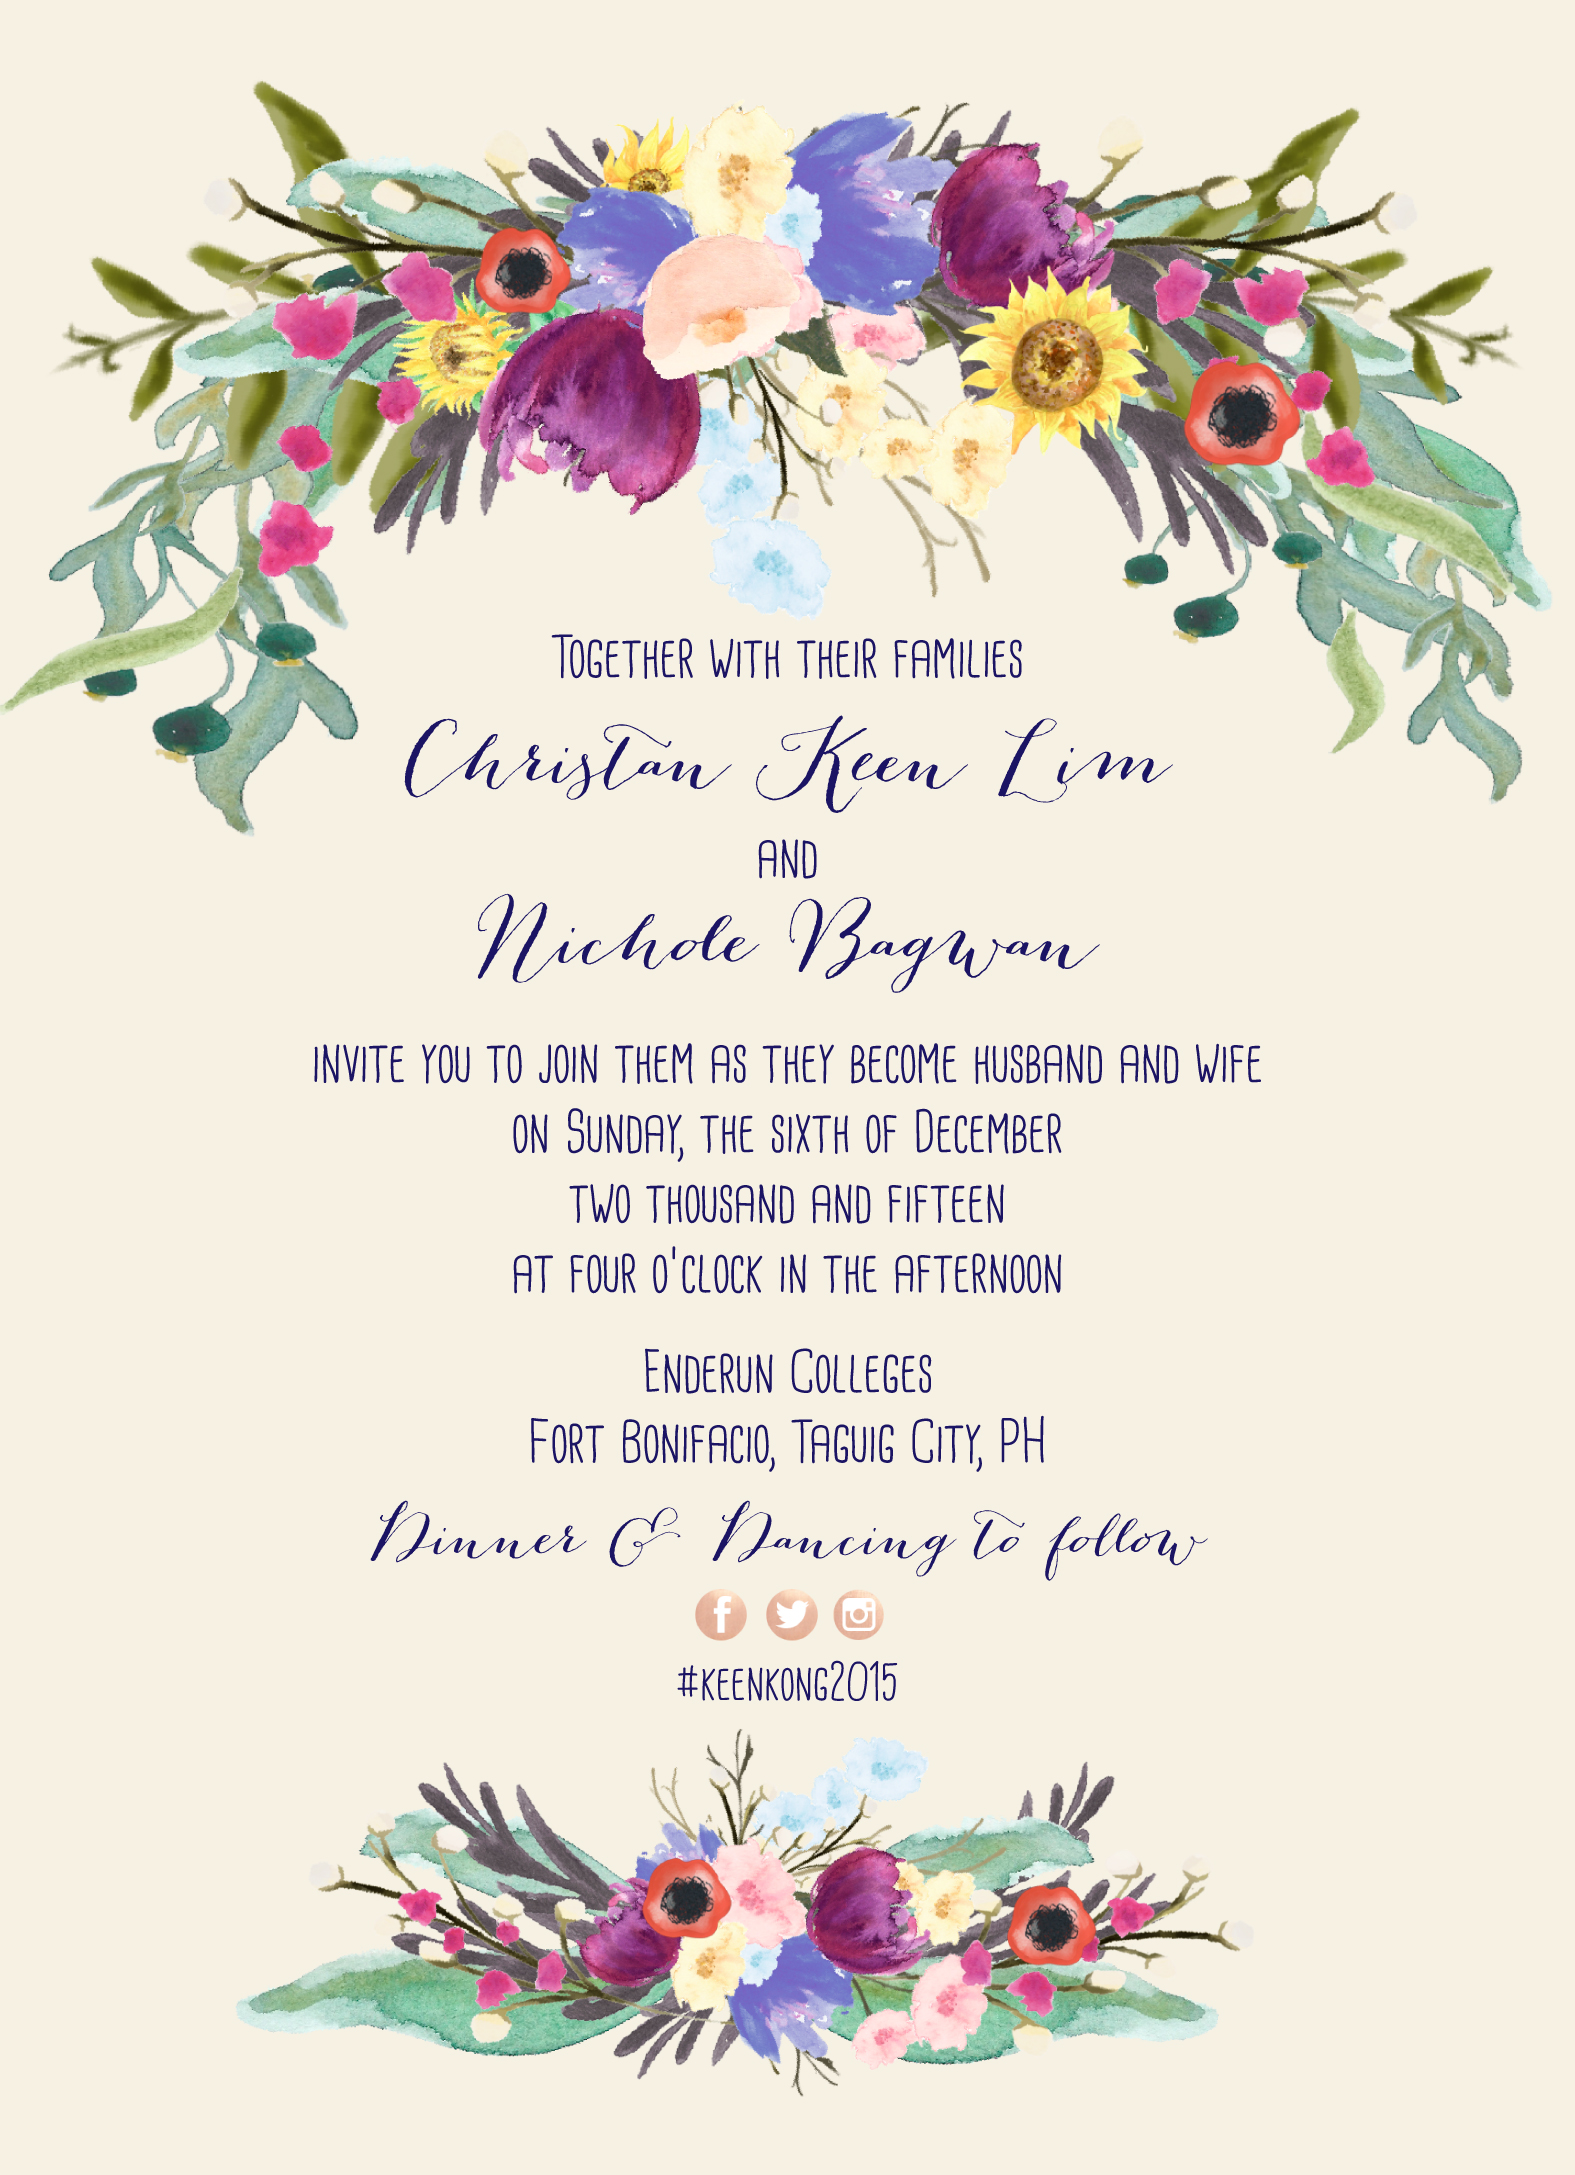 Together with their families
Christan Keen Lim
and
Nichole Bagwan
invite you to join them as they become husband and wife
on Sunday, the sixth of December
two thousand and fifteen
at four o'clock in the afternoon
Enderun Colleges
Fort Bonifacio, Taguig City, PH
Dinner & Dancing to follow
#keenkong2015